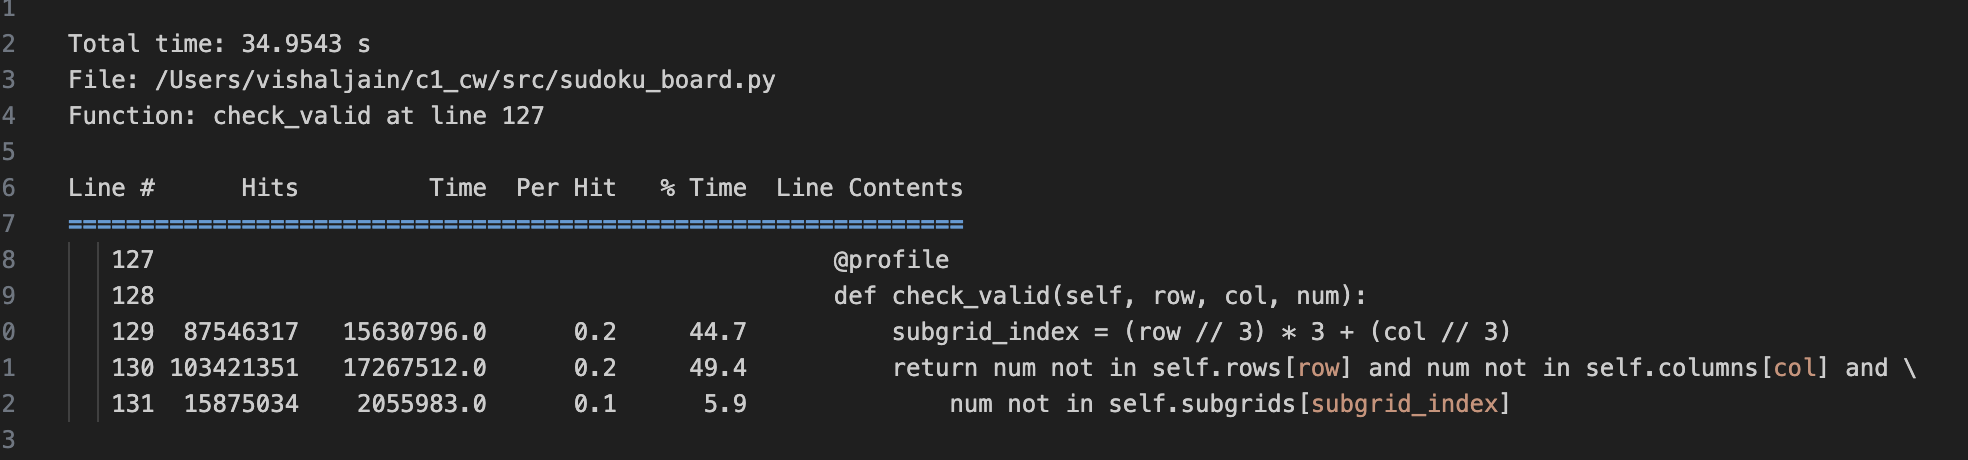 1
2 Total time: 34.9543 s
3 File: /Users/vishaljain/c1_cw/src/sudoku_board.py
4 Function: check_valid at line 127
5
6 Line # Hits Time Per Hit % Time Line Contents
7 ==============================================================
8 127 @profile
9 128 def check_valid(self, row, col, num):
0 129 87546317 15630796.0 0.2 44.7 subgrid_index = (row // 3) * 3 + (col // 3)
1 130 103421351 17267512.0 0.2 49.4 return num not in self.rows[row] and num not in self.columns[col] and \
2 131 15875034 2055983.0 0.1 5.9 num not in self.subgrids[subgrid_index]
3